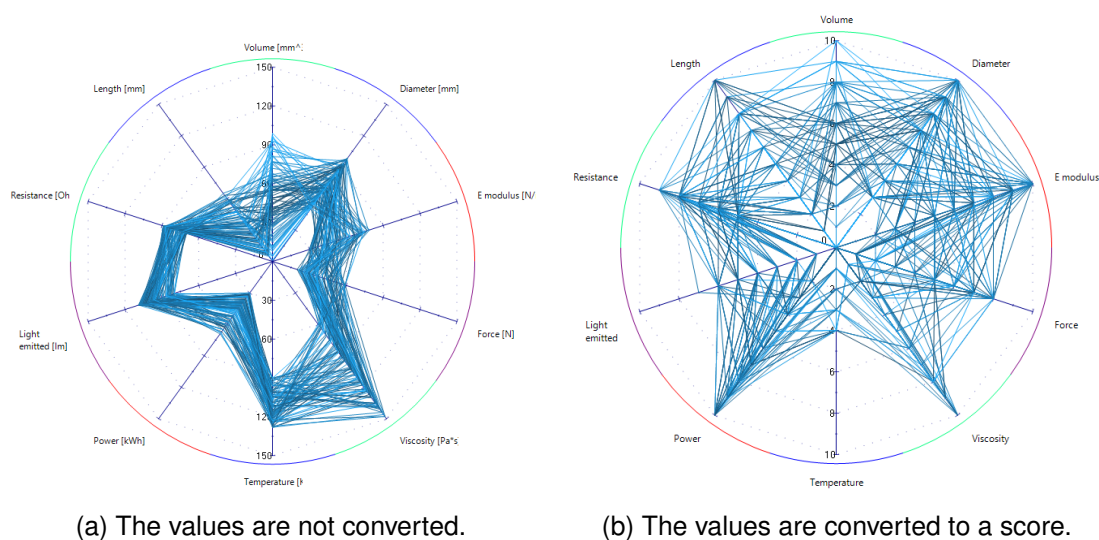 Volume [mm^:
150
Length [mm]
Diameter [mm]
120
90
Resistance [Oh
E modulus [N/
0
30
Light
emitted [lm]
60
Force [N]
120
Power [kWh]
Viscosity [Pa*s
150
Temperature [K
(a) The values are not converted.
Volume
10
Length
Diameter
8
6
4
Resistance
E modulus
2
0
2
Light
emitted
Force
4
6
Power
8
Viscosity
10
Temperature
(b) The values are converted to a score.